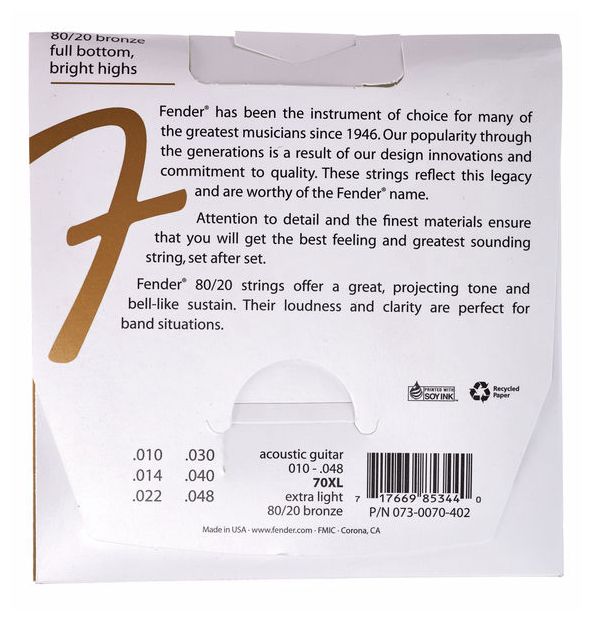 80/20 bronze
full bottom,
bright highs
Fender® has been the instrument of choice for many of
the greatest musicians since 1946. Our popularity through
the generations is a result of our design innovations and
commitment to quality. These strings reflect this legacy
and are worthy of the Fender® name.
Attention to detail and the finest materials ensure
that you will get the best feeling and greatest sounding
string, set after set.
Fender® 80/20 strings offer a great, projecting tone and
bell-like sustain. Their loudness and clarity are perfect for
band situations.
PRINTED WITH
SOY INK
Recycled
Paper
.010 .030
.014 .040
.022 .048
acoustic guitar
010 - .048
70XL
extra light
80/20 bronze
7 17669 85344 0
P/N 073-0070-402
Made in USA · www.fender.com · FMIC · Corona, CA